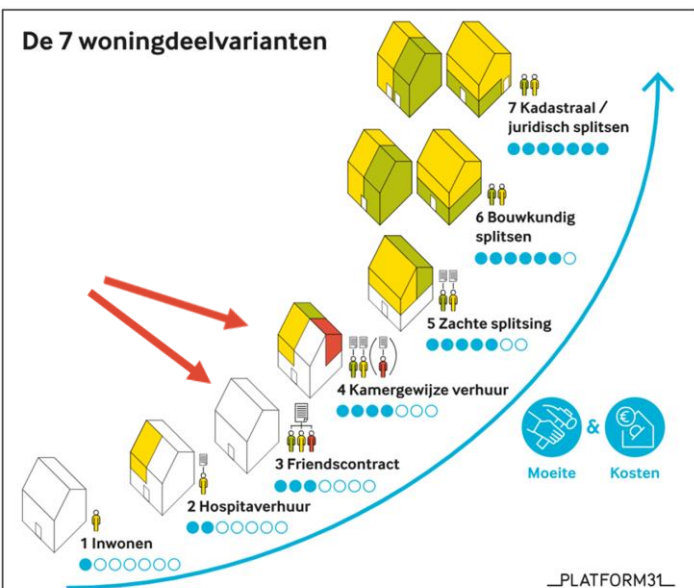 De 7 woningdeelvarianten
7 Kadastraal /
juridisch splitsen
6 Bouwkundig
splitsen
5 Zachte splitsing
4 Kamergewijze verhuur
3 Friendscontract
2 Hospitaverhuur
1 Inwonen
&
€
Moeite
Kosten
PLATFORM31